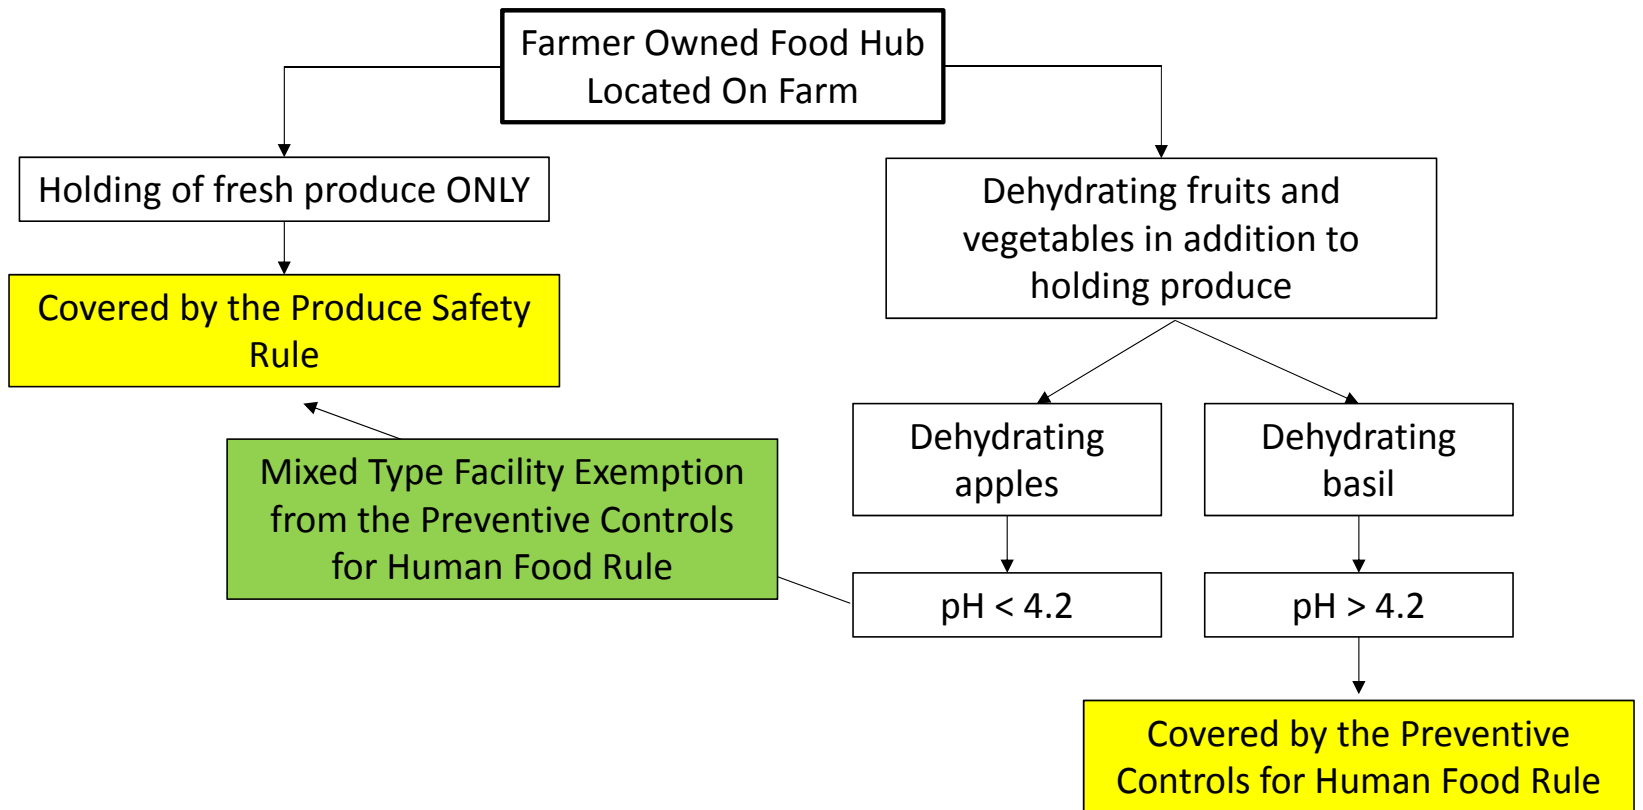 Farmer Owned Food Hub
Located On Farm
Holding of fresh produce ONLY
Dehydrating fruits and
vegetables in addition to
holding produce
Covered by the Produce Safety
Rule
Mixed Type Facility Exemption
from the Preventive Controls
for Human Food Rule
Dehydrating
apples
Dehydrating
basil
pH < 4.2
pH > 4.2
Covered by the Preventive
Controls for Human Food Rule